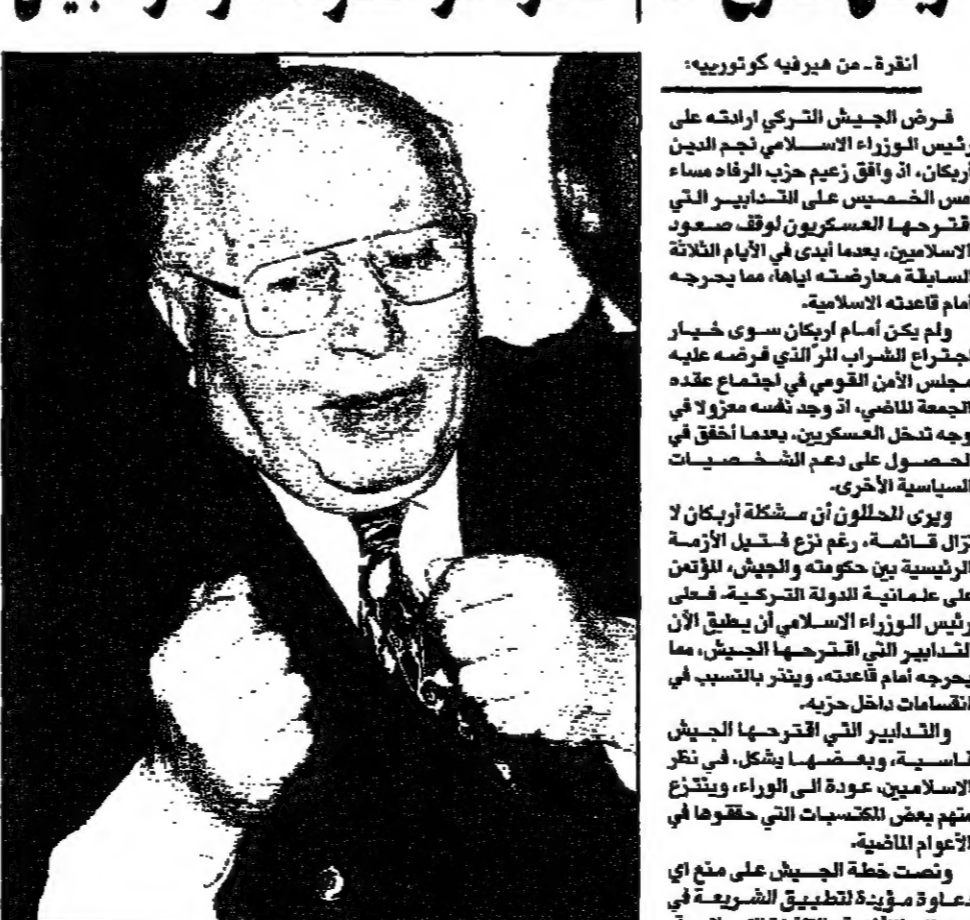 أنقرة ـ من هيرفيه كوتورييه:
فرض الجيش التركي ارادته على
رئيس الوزراء الاسلامي نجم الدين
أربكان، اذ وافق زعيم حزب الرفاه مساء
امس الخميس على التدابير التي
اقترحها العسكريون لوقف صعود
الاسلاميين، بعدما أبدى في الأيام الثلاثة
السابقة معارضته اياها، مما يحرجه
أمام قاعدته الاسلامية.
ولم يكن أمام اربكان سوى خيار
اجتراع الشراب المرّ الذي فرضه عليه
مجلس الأمن القومي في اجتماع عقده
الجمعة الماضي، اذ وجد نفسه معزولا في
وجه تدخل العسكريين، بعدما أخفق في
الحصول على دعم الشخصيات
السياسية الأخرى.
ويرى المحللون أن مشكلة أربكان لا
تزال قائمة، رغم نزع فتيل الأزمة
الرئيسية بين حكومته والجيش، المؤتمن
على علمانية الدولة التركية. فعلى
رئيس الوزراء الاسلامي أن يطبق الآن
التدابير التي اقترحها الجيش، مما
يحرجه أمام قاعدته، وينذر بالتسبب في
انقسامات داخل حزبه.
والتدابير التي اقترحها الجيش
قاسية، وبعضها يشكل، في نظر
الاسلاميين، عودة الى الوراء، وينتزع
منهم بعض المكتسبات التي حققوها في
الأعوام الماضية.
ونصت خطة الجيش على منع اي
دعاوة مؤيدة لتطبيق الشريعة في